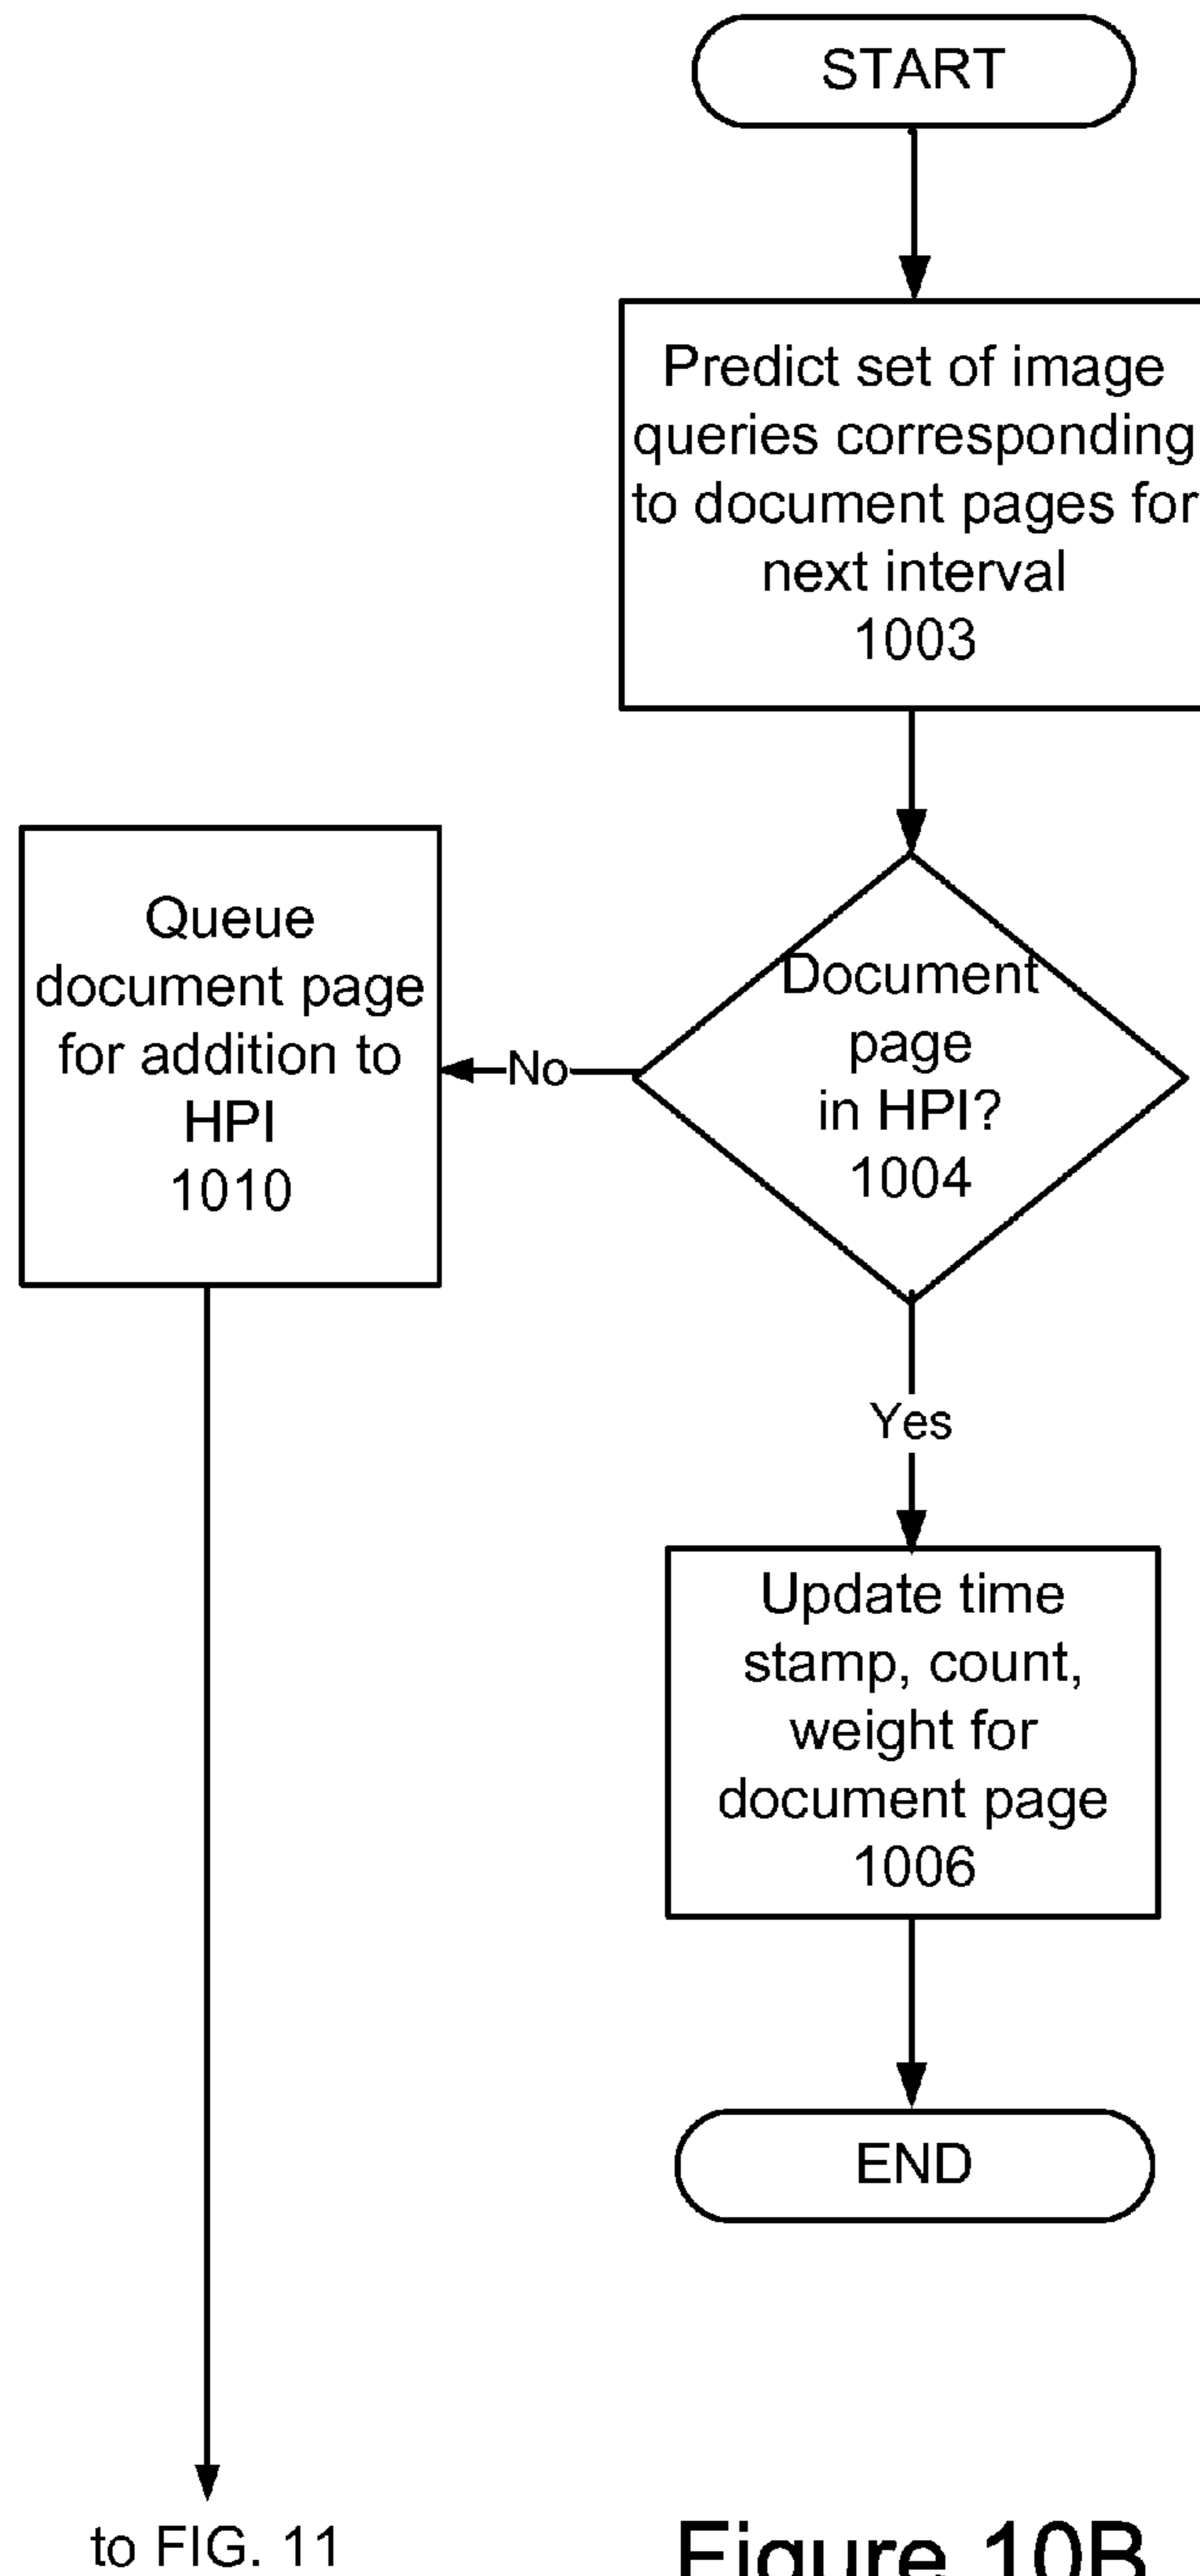 START
Predict set of image
queries corresponding
to document pages for
next interval
1003
Queue
document page
for addition to
HPI
1010
No
Document
page
in HPI?
1004
Yes
Update time
stamp, count,
weight for
document page
1006
END
to FIG. 11
Figure 10B